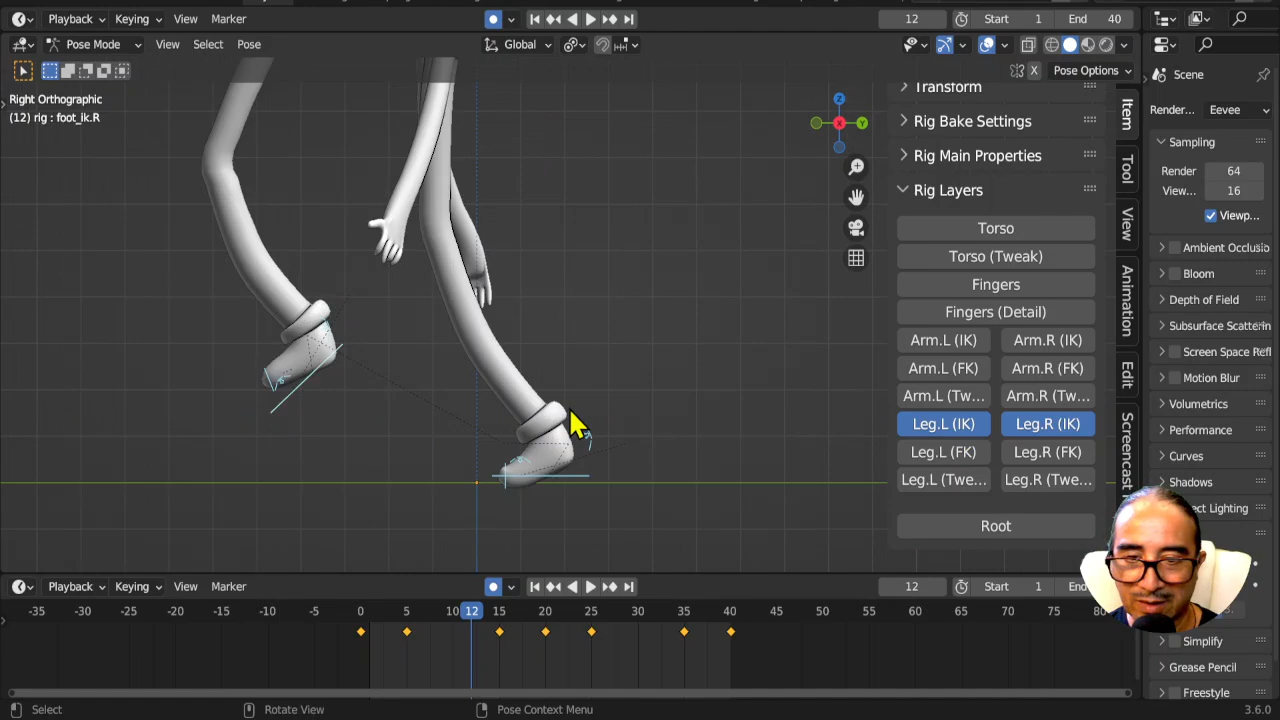 Playback Keying View Marker 12 Start 1 End 40
Pose Mode View Select Pose Global
X Pose Options
Right Orthographic
(12) rig : foot_ik.R
Z
Y
X
Transform
Rig Bake Settings
Rig Main Properties
Rig Layers
Torso
Torso (Tweak)
Fingers
Fingers (Detail)
Arm.L (IK) Arm.R (IK)
Arm.L (FK) Arm.R (FK)
Arm.L (Tw... Arm.R (Tw...
Leg.L (IK) Leg.R (IK)
Leg.L (FK) Leg.R (FK)
Leg.L (Twe... Leg.R (Twe...
Root
Item
Tool
View
Animation
Edit
Screencast
Scene
Render... Eevee
Sampling
Render 64
View... 16
Viewp...
Ambient Occlusio
Bloom
Depth of Field
Subsurface Scatterin
Screen Space Refl
Motion Blur
Volumetrics
Performance
Curves
Shadows
ect Lighting
Simplify
Grease Pencil
Freestyle
Playback Keying View Marker 12 Start 1 End
-35 -30 -25 -20 -15 -10 -5 0 5 10 12 15 20 25 30 35 40 45 50 55 60 65 70 75 80
Select Rotate View Pose Context Menu 3.6.0